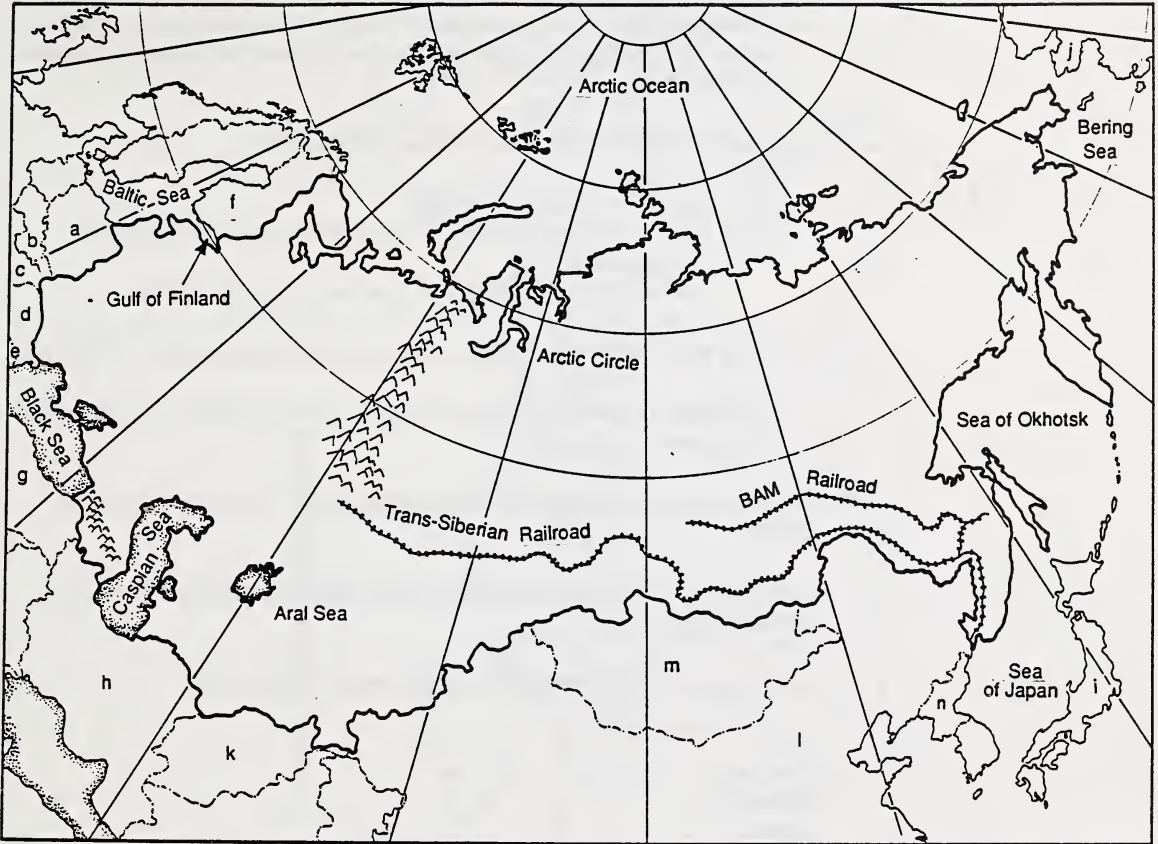 Arctic Ocean
j
Bering
Sea
Baltic Sea
f
a
b
c
Gulf of Finland
d
e
Arctic Circle
Black Sea
Sea of Okhotsk
g
BAM Railroad
Trans-Siberian Railroad
Caspian Sea
Aral Sea
h
m
Sea
of Japan
i
n
k
l